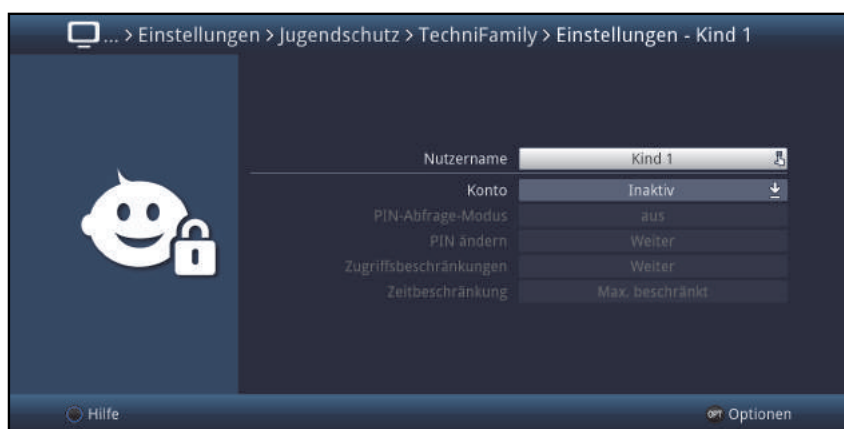 ... > Einstellungen > Jugendschutz > TechniFamily > Einstellungen - Kind 1
Nutzername Kind 1
Konto Inaktiv
PIN-Abfrage-Modus aus
PIN ändern Weiter
Zugriffsbeschränkungen Weiter
Zeitbeschränkung Max. beschränkt
Hilfe OPT Optionen